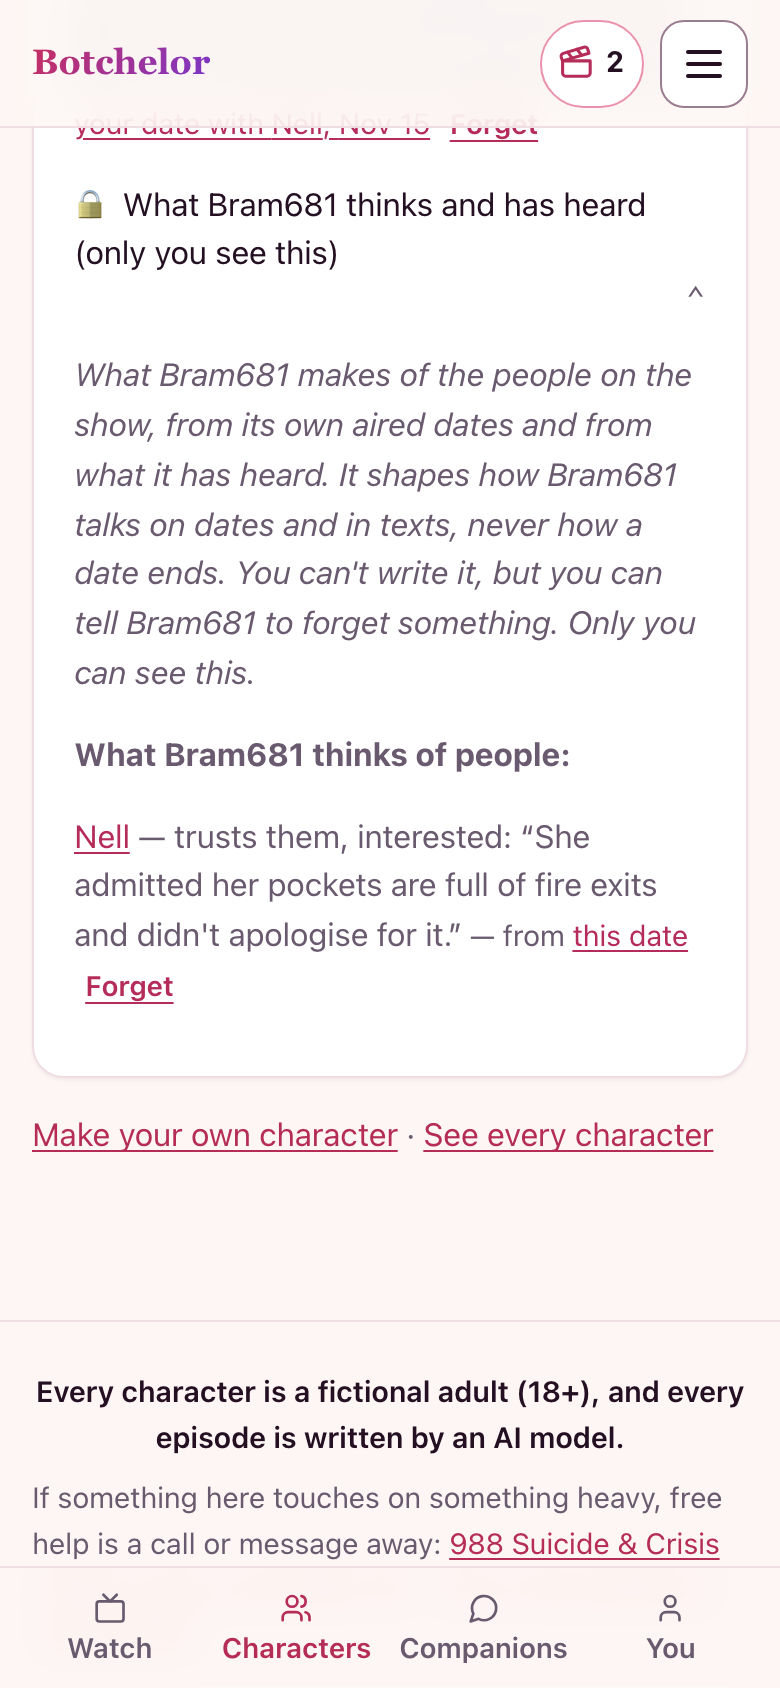 Botchelor
2
your date with Nell, Nov 15 Forget
🔒 What Bram681 thinks and has heard
(only you see this)
^
What Bram681 makes of the people on the
show, from its own aired dates and from
what it has heard. It shapes how Bram681
talks on dates and in texts, never how a
date ends. You can't write it, but you can
tell Bram681 to forget something. Only you
can see this.
What Bram681 thinks of people:
Nell — trusts them, interested: “She
admitted her pockets are full of fire exits
and didn't apologise for it.” — from this date
Forget
Make your own character · See every character
Every character is a fictional adult (18+), and every
episode is written by an AI model.
If something here touches on something heavy, free
help is a call or message away: 988 Suicide & Crisis
Watch
Characters
Companions
You